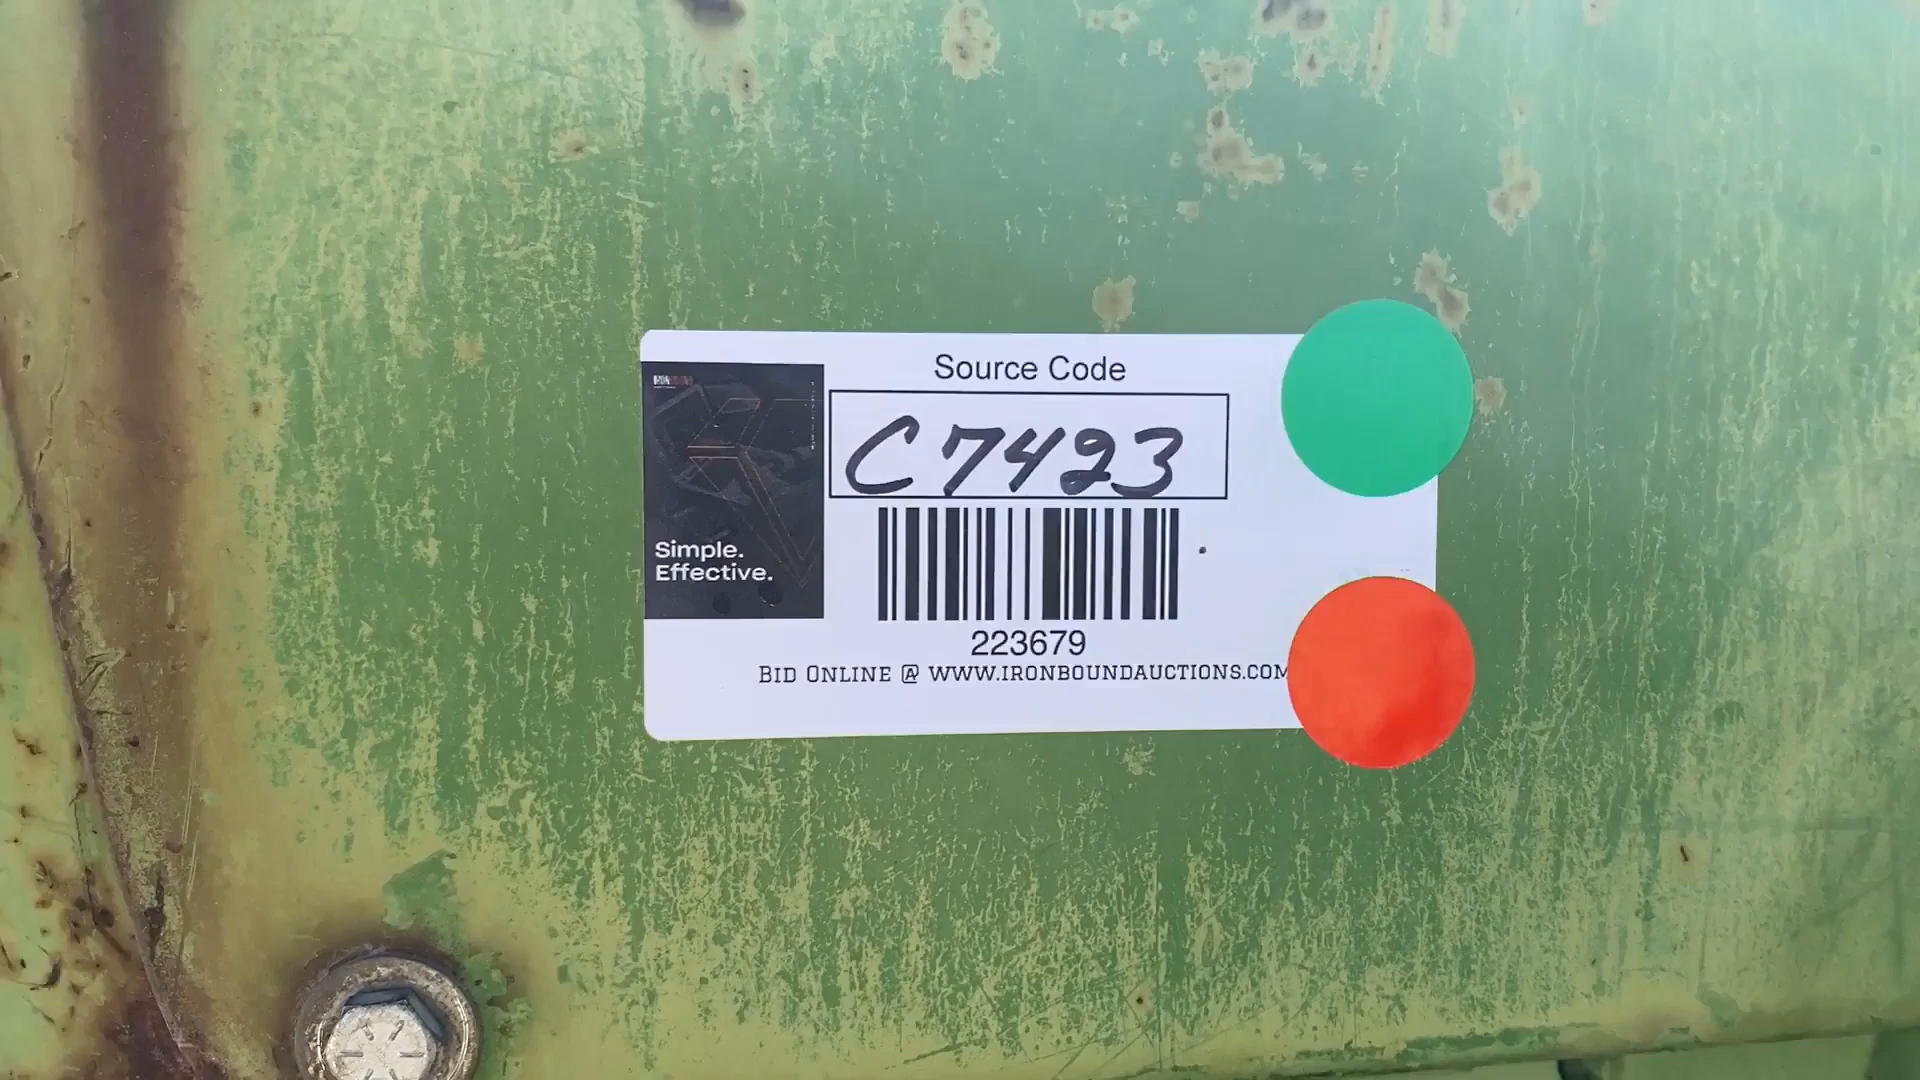 Source Code
C7423
Simple.
Effective.
223679
BID ONLINE @ WWW.IRONBOUNDAUCTIONS.COM